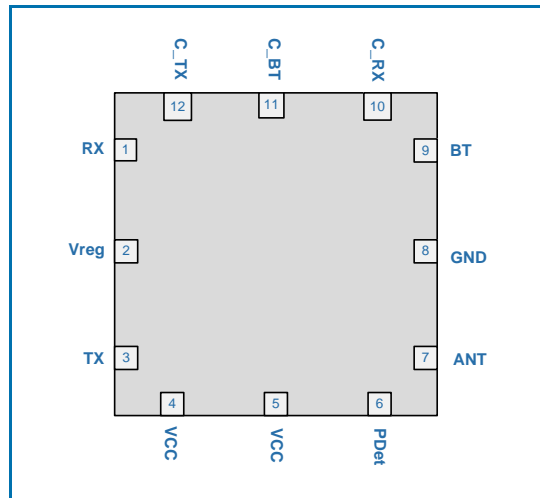 C_TX
C_BT
C_RX
12
11
10
RX
1
9
BT
Vreg
2
8
GND
TX
3
7
ANT
4
5
6
VCC
VCC
PDet